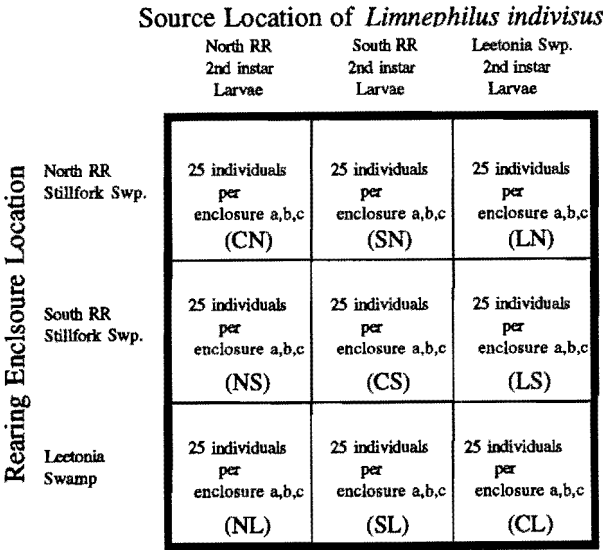 Source Location of Limnephilus indivisus
North RR South RR Leetonia Swp.
2nd instar 2nd instar 2nd instar
Larvae Larvae Larvae
Rearing Enclsoure Location
North RR
Stillfork Swp.
25 individuals 25 individuals 25 individuals
per per per
enclosure a,b,c enclosure a,b,c enclosure a,b,c
(CN) (SN) (LN)
South RR
Stillfork Swp.
25 individuals 25 individuals 25 individuals
per per per
enclosure a,b,c enclosure a,b,c enclosure a,b,c
(NS) (CS) (LS)
Leetonia
Swamp
25 individuals 25 individuals 25 individuals
per per per
enclosure a,b,c enclosure a,b,c enclosure a,b,c
(NL) (SL) (CL)